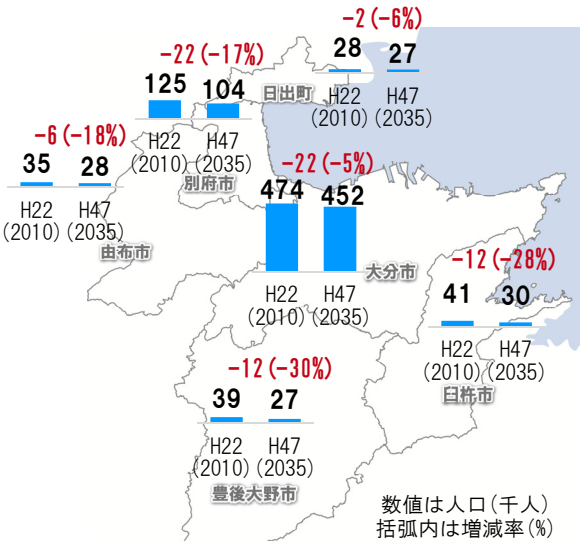 -2(-6%)
28 27
H22 H47
(2010) (2035)
日出町
-22(-17%)
125 104
H22 H47
(2010) (2035)
別府市
-6(-18%)
35 28
H22 H47
(2010) (2035)
由布市
-22(-5%)
474 452
H22 H47
(2010) (2035)
大分市
-12(-28%)
41 30
H22 H47
(2010) (2035)
臼杵市
-12(-30%)
39 27
H22 H47
(2010) (2035)
豊後大野市
数値は人口(千人)
括弧内は増減率(%)